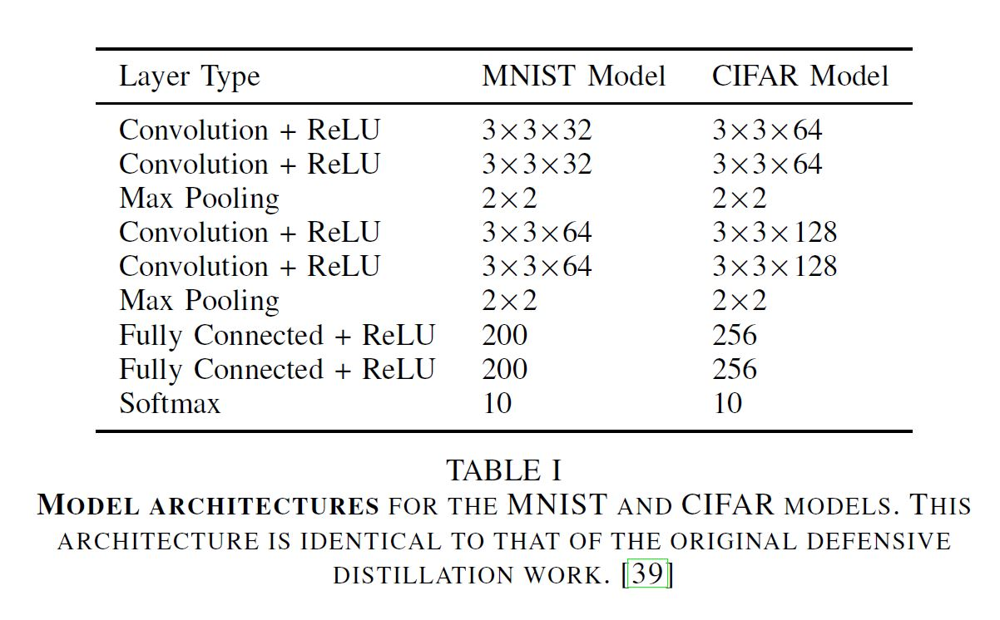 Layer Type MNIST Model CIFAR Model
Convolution + ReLU 3×3×32 3×3×64
Convolution + ReLU 3×3×32 3×3×64
Max Pooling 2×2 2×2
Convolution + ReLU 3×3×64 3×3×128
Convolution + ReLU 3×3×64 3×3×128
Max Pooling 2×2 2×2
Fully Connected + ReLU 200 256
Fully Connected + ReLU 200 256
Softmax 10 10
TABLE I
MODEL ARCHITECTURES FOR THE MNIST AND CIFAR MODELS. THIS
ARCHITECTURE IS IDENTICAL TO THAT OF THE ORIGINAL DEFENSIVE
DISTILLATION WORK. [39]